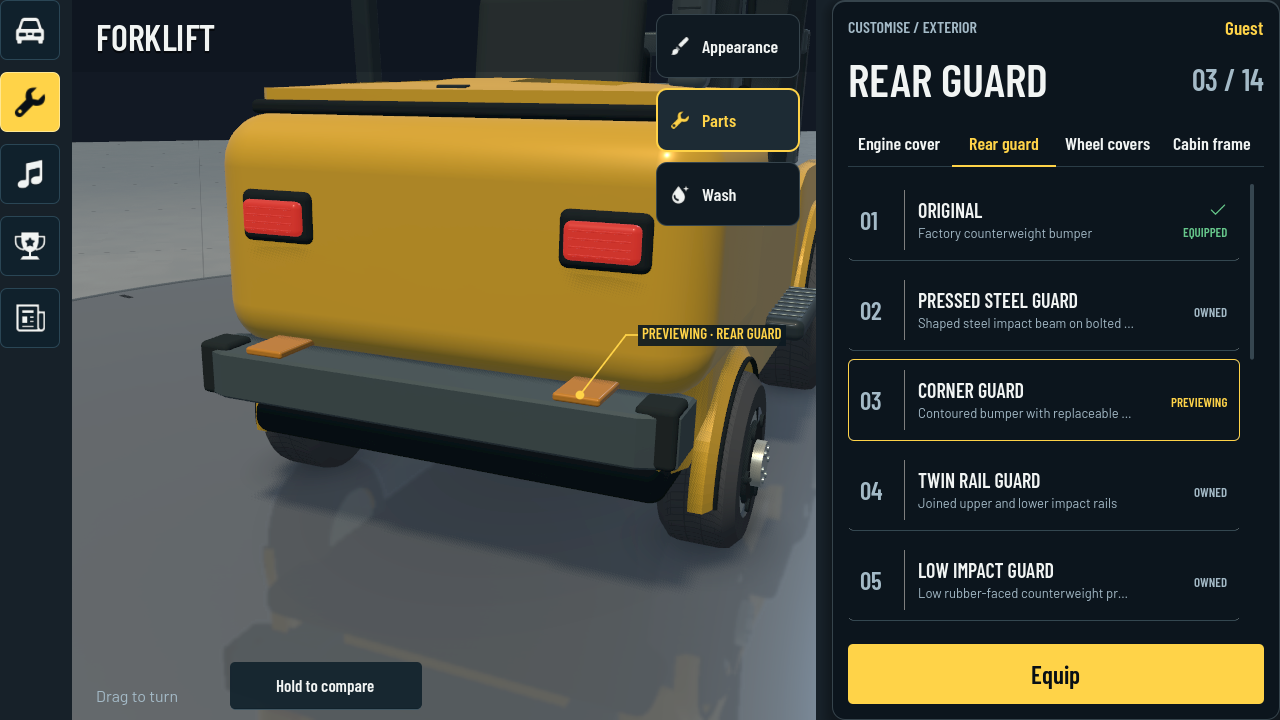 FORKLIFT
Appearance
Parts
Wash
PREVIEWING · REAR GUARD
Drag to turn
Hold to compare
CUSTOMISE / EXTERIOR
Guest
REAR GUARD
03 / 14
Engine cover
Rear guard
Wheel covers
Cabin frame
01
ORIGINAL
Factory counterweight bumper
EQUIPPED
02
PRESSED STEEL GUARD
Shaped steel impact beam on bolted ...
OWNED
03
CORNER GUARD
Contoured bumper with replaceable ...
PREVIEWING
04
TWIN RAIL GUARD
Joined upper and lower impact rails
OWNED
05
LOW IMPACT GUARD
Low rubber-faced counterweight pr...
OWNED
Equip